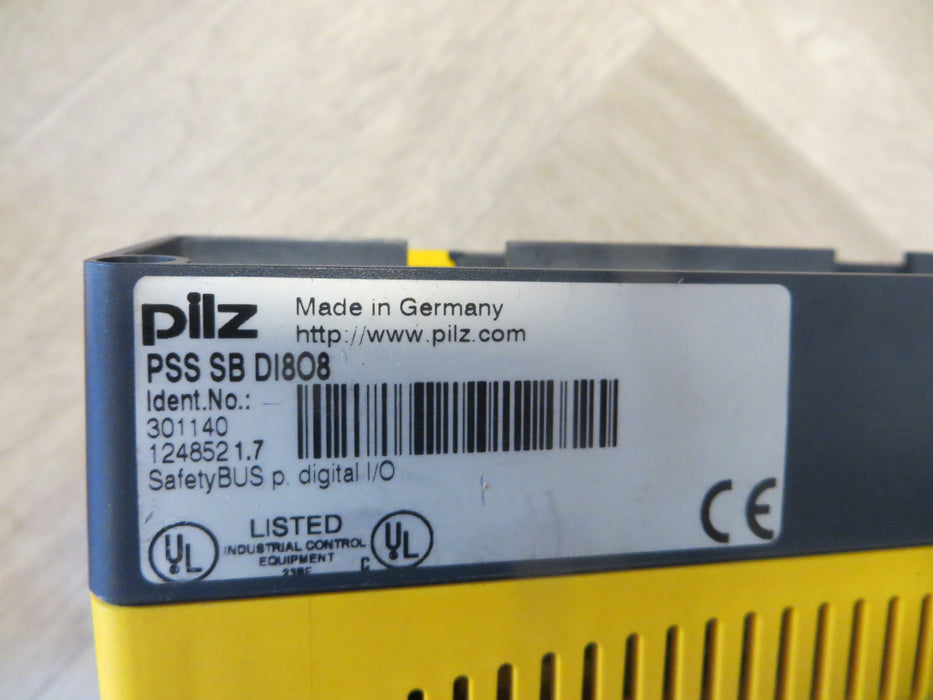 pilz
Made in Germany
http://www.pilz.com
PSS SB DI8O8
Ident.No.:
301140
124852 1.7
SafetyBUS p. digital I/O
UL
LISTED
INDUSTRIAL CONTROL
EQUIPMENT
c UL
CE